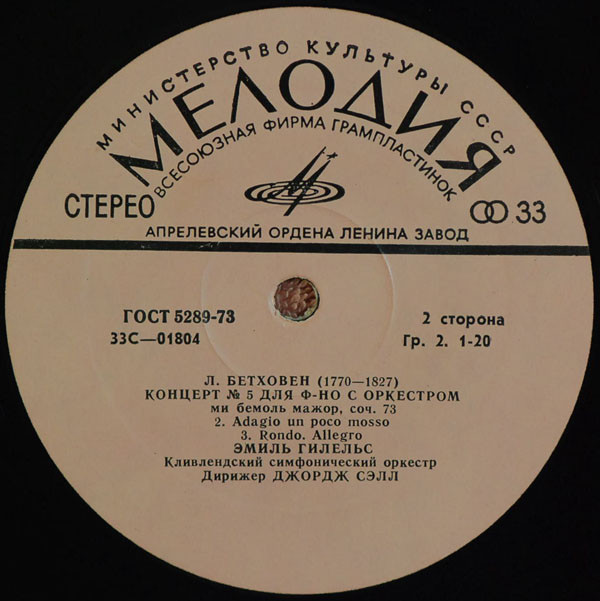 МИНИСТЕРСТВО КУЛЬТУРЫ СССР
МЕЛОДИЯ
ВСЕСОЮЗНАЯ ФИРМА ГРАМПЛАСТИНОК
СТЕРЕО
33
АПРЕЛЕВСКИЙ ОРДЕНА ЛЕНИНА ЗАВОД
ГОСТ 5289-73
2 сторона
33С—01804
Гр. 2. 1-20
Л. БЕТХОВЕН (1770—1827)
КОНЦЕРТ № 5 ДЛЯ Ф-НО С ОРКЕСТРОМ
ми бемоль мажор, соч. 73
2. Adagio un poco mosso
3. Rondo. Allegro
ЭМИЛЬ ГИЛЕЛЬС
Кливлендский симфонический оркестр
Дирижер ДЖОРДЖ СЭЛЛ